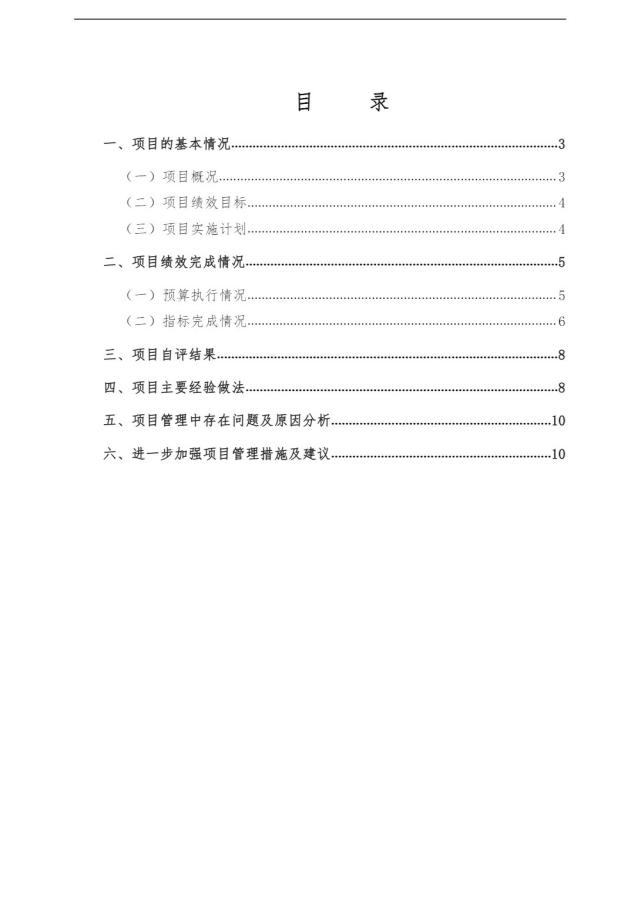 目 录
一、项目的基本情况........................................3
（一）项目概况........................................3
（二）项目绩效目标........................................4
（三）项目实施计划........................................4
二、项目绩效完成情况........................................5
（一）预算执行情况........................................5
（二）指标完成情况........................................6
三、项目自评结果........................................8
四、项目主要经验做法........................................8
五、项目管理中存在问题及原因分析........................................10
六、进一步加强项目管理措施及建议........................................10